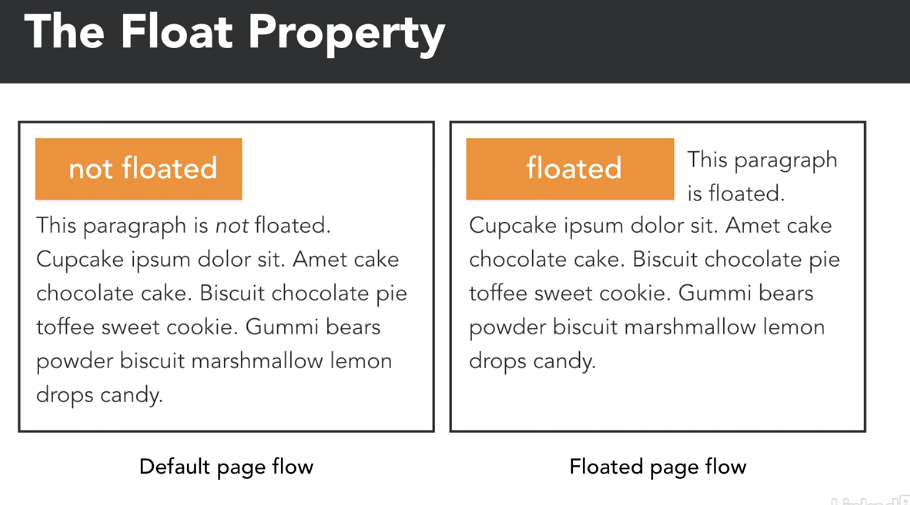 The Float Property
not floated
This paragraph is not floated.
Cupcake ipsum dolor sit. Amet cake
chocolate cake. Biscuit chocolate pie
toffee sweet cookie. Gummi bears
powder biscuit marshmallow lemon
drops candy.
Default page flow
floated
This paragraph
is floated.
Cupcake ipsum dolor sit. Amet cake
chocolate cake. Biscuit chocolate pie
toffee sweet cookie. Gummi bears
powder biscuit marshmallow lemon
drops candy.
Floated page flow